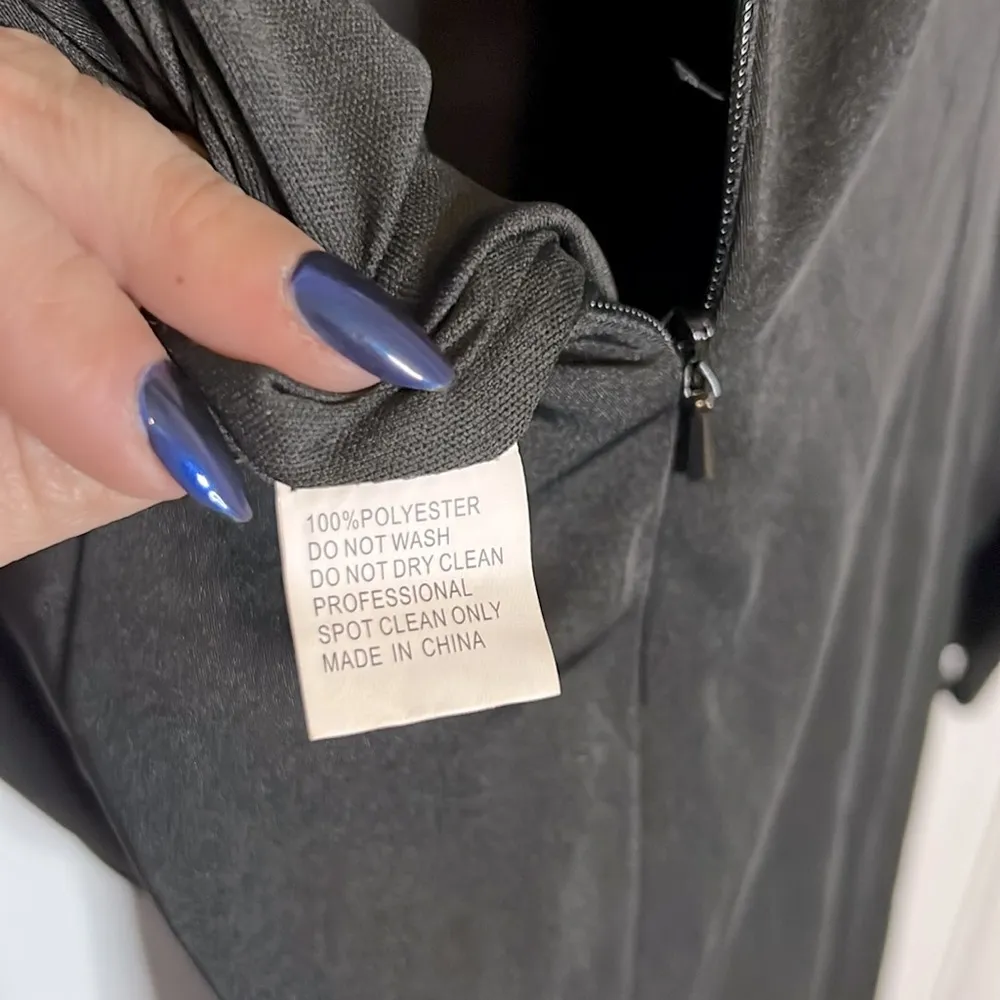 100%POLYESTER
DO NOT WASH
DO NOT DRY CLEAN
PROFESSIONAL
SPOT CLEAN ONLY
MADE IN CHINA